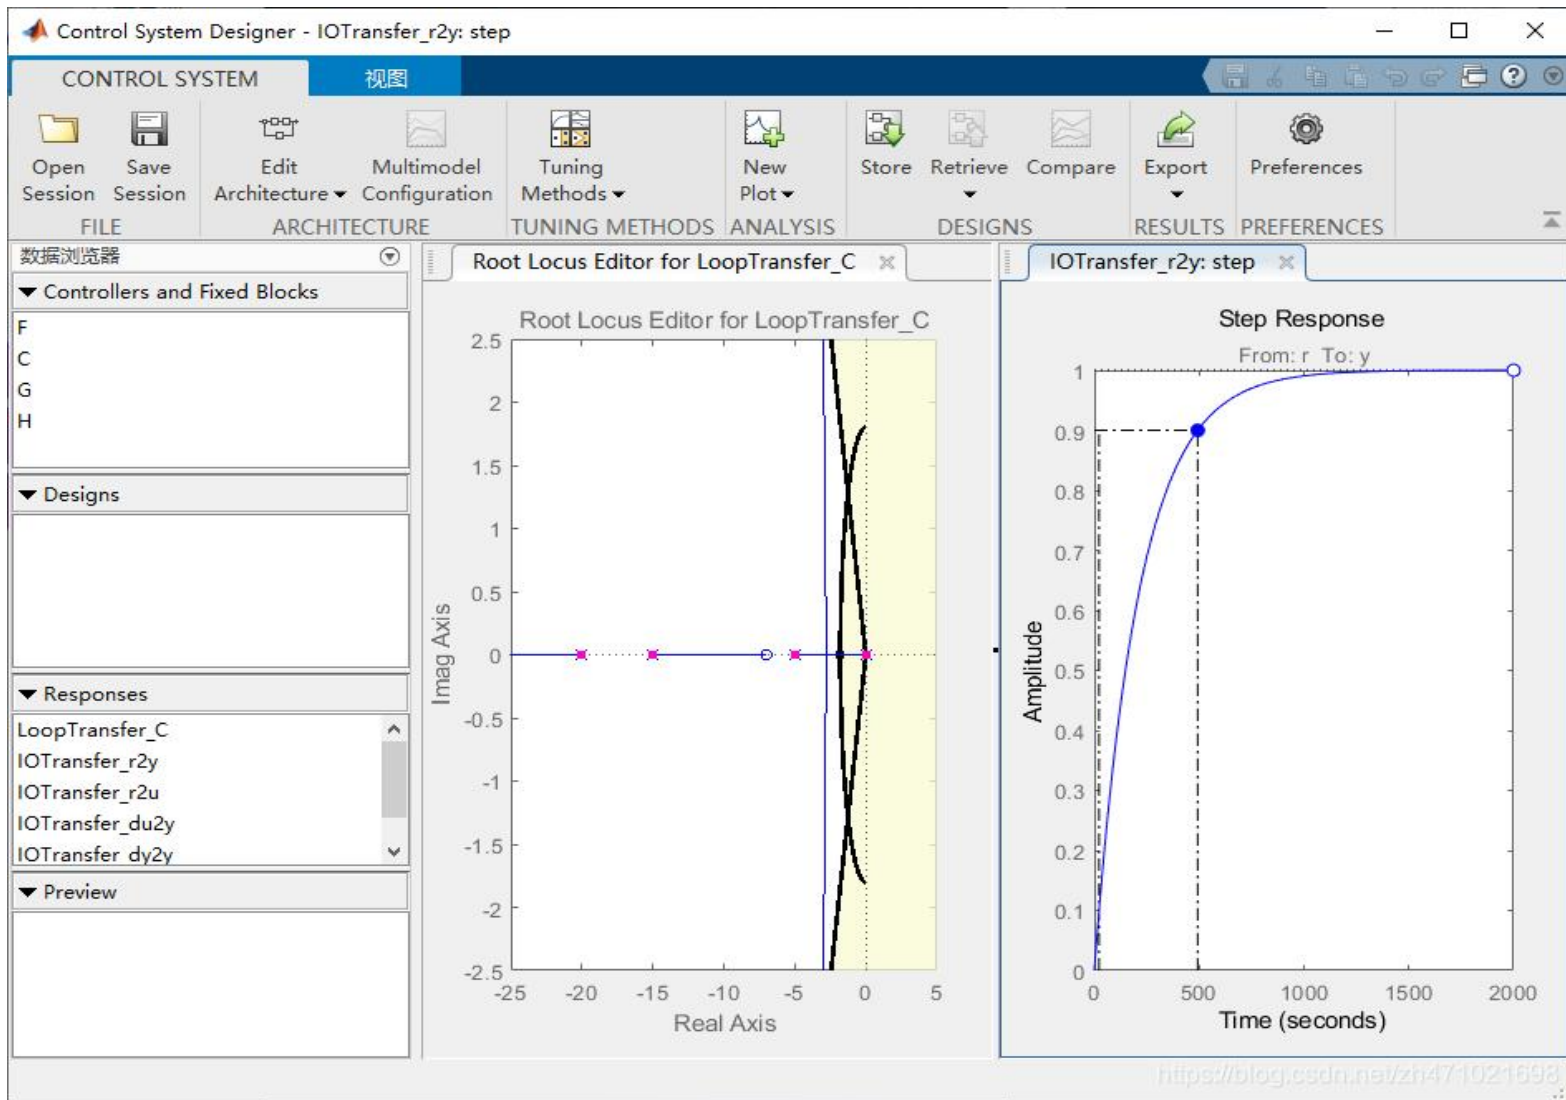 Control System Designer - IOTransfer_r2y: step
CONTROL SYSTEM
视图
Open Session
Save Session
Edit Architecture
Multimodel Configuration
Tuning Methods
New Plot
Store
Retrieve
Compare
Export
Preferences
FILE
ARCHITECTURE
TUNING METHODS
ANALYSIS
DESIGNS
RESULTS
PREFERENCES
数据浏览器
Controllers and Fixed Blocks
F
C
G
H
Designs
Responses
LoopTransfer_C
IOTransfer_r2y
IOTransfer_r2u
IOTransfer_du2y
IOTransfer_dy2y
Preview
Root Locus Editor for LoopTransfer_C
Root Locus Editor for LoopTransfer_C
Imag Axis
2.5
2
1.5
1
0.5
0
-0.5
-1
-1.5
-2
-2.5
-25 -20 -15 -10 -5 0 5
Real Axis
IOTransfer_r2y: step
Step Response
From: r To: y
Amplitude
1
0.9
0.8
0.7
0.6
0.5
0.4
0.3
0.2
0.1
0
0 500 1000 1500 2000
Time (seconds)
https://blog.csdn.net/zh471021698